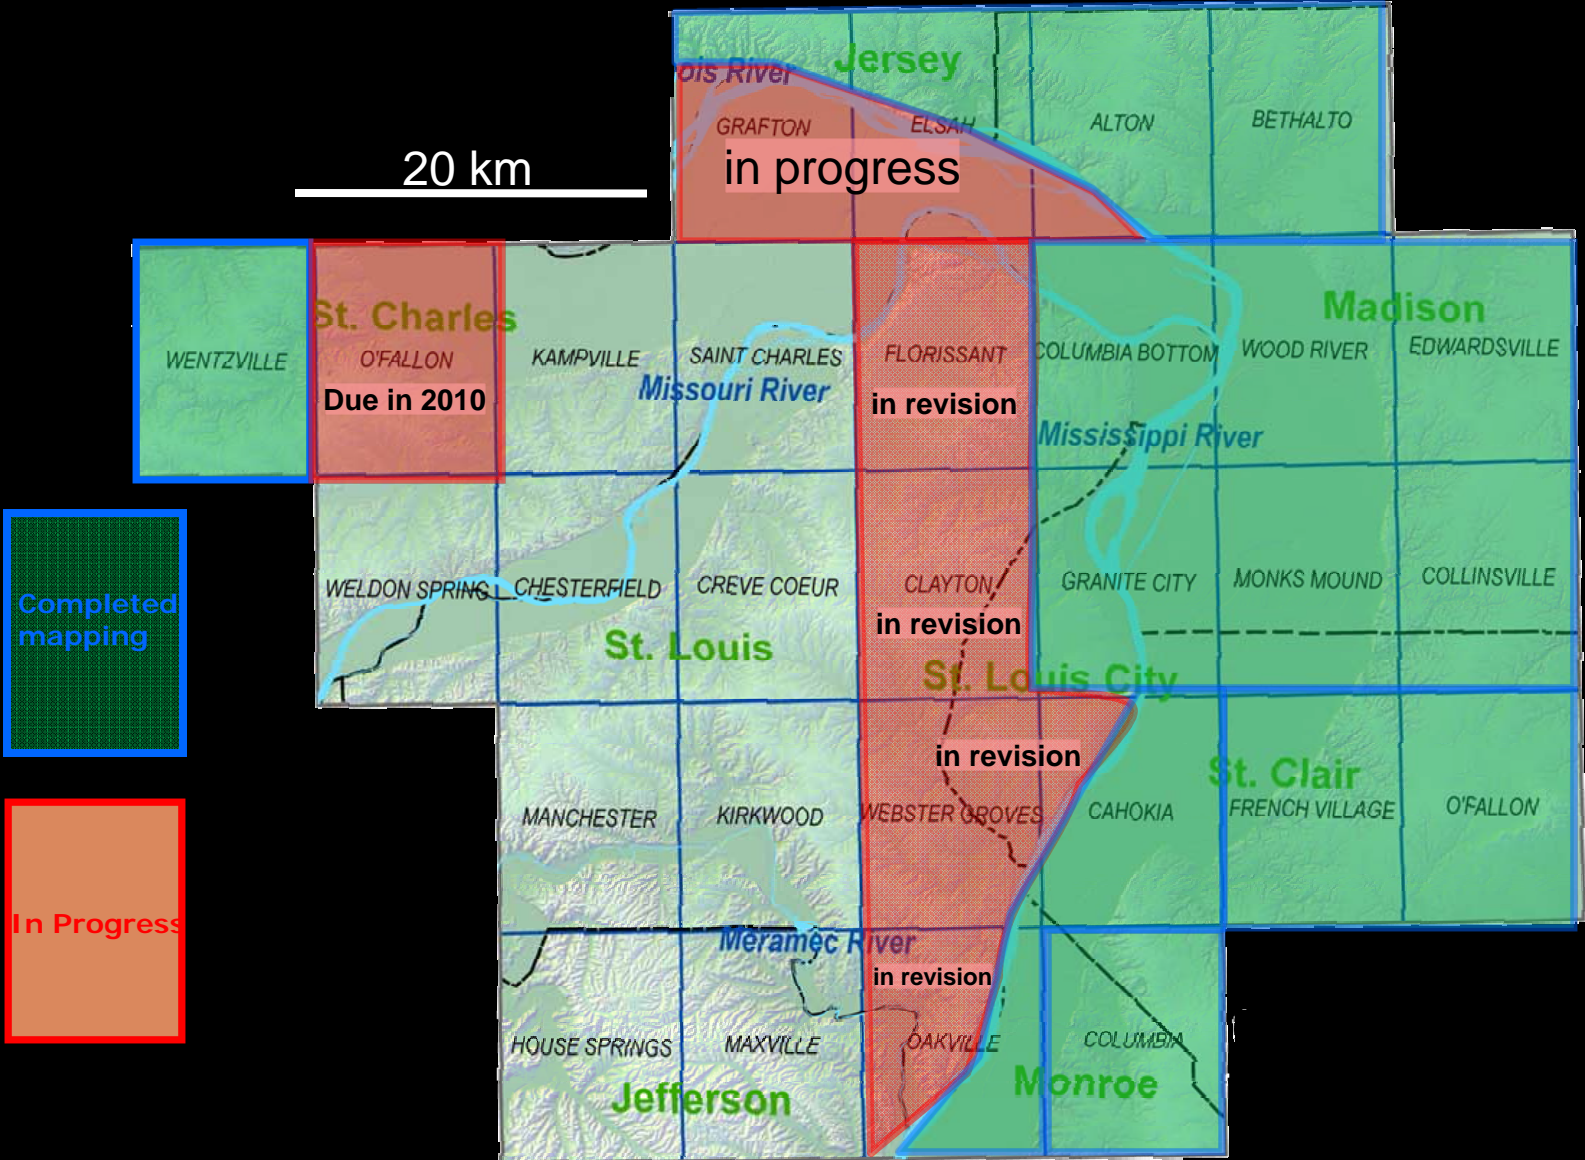 Jersey
ois River
GRAFTON
ELSAH
ALTON
BETHALTO
in progress
20 km
St. Charles
Madison
WENTZVILLE
O'FALLON
KAMPVILLE
SAINT CHARLES
FLORISSANT
COLUMBIA BOTTOM
WOOD RIVER
EDWARDSVILLE
Due in 2010
Missouri River
in revision
Mississippi River
WELDON SPRING
CHESTERFIELD
CREVE COEUR
CLAYTON
GRANITE CITY
MONKS MOUND
COLLINSVILLE
Completed
mapping
in revision
St. Louis
St. Louis City
in revision
St. Clair
MANCHESTER
KIRKWOOD
WEBSTER GROVES
CAHOKIA
FRENCH VILLAGE
O'FALLON
In Progress
Meramec River
in revision
HOUSE SPRINGS
MAXVILLE
OAKVILLE
COLUMBIA
Jefferson
Monroe